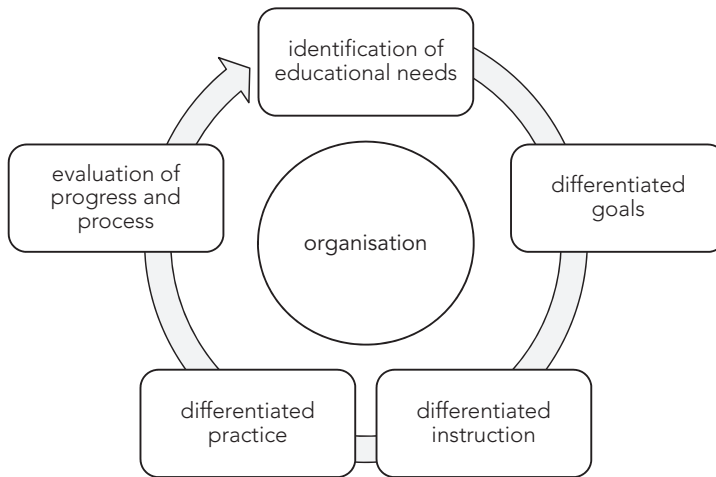 identification of
educational needs
differentiated
goals
differentiated
instruction
differentiated
practice
evaluation of
progress and
process
organisation